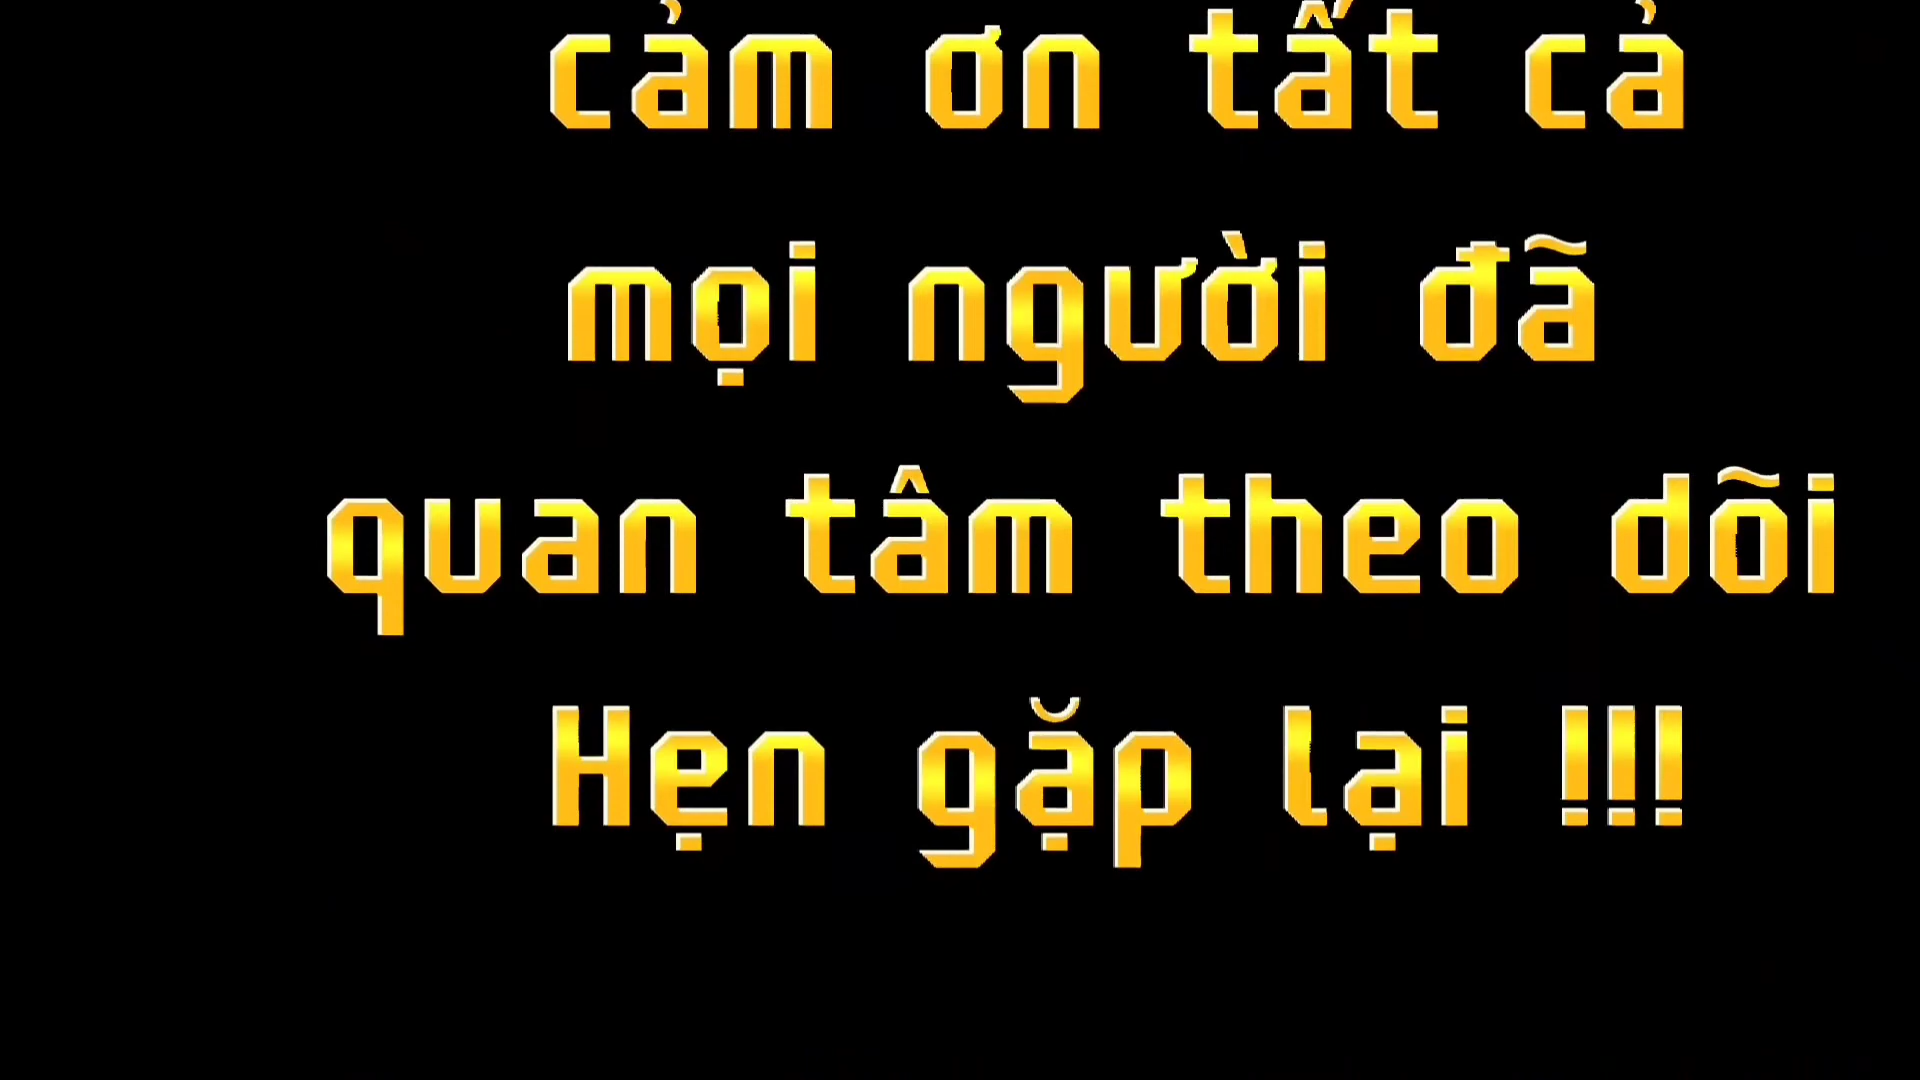 cảm ơn tất cả
mọi người đã
quan tâm theo dõi
Hẹn gặp lại !!!